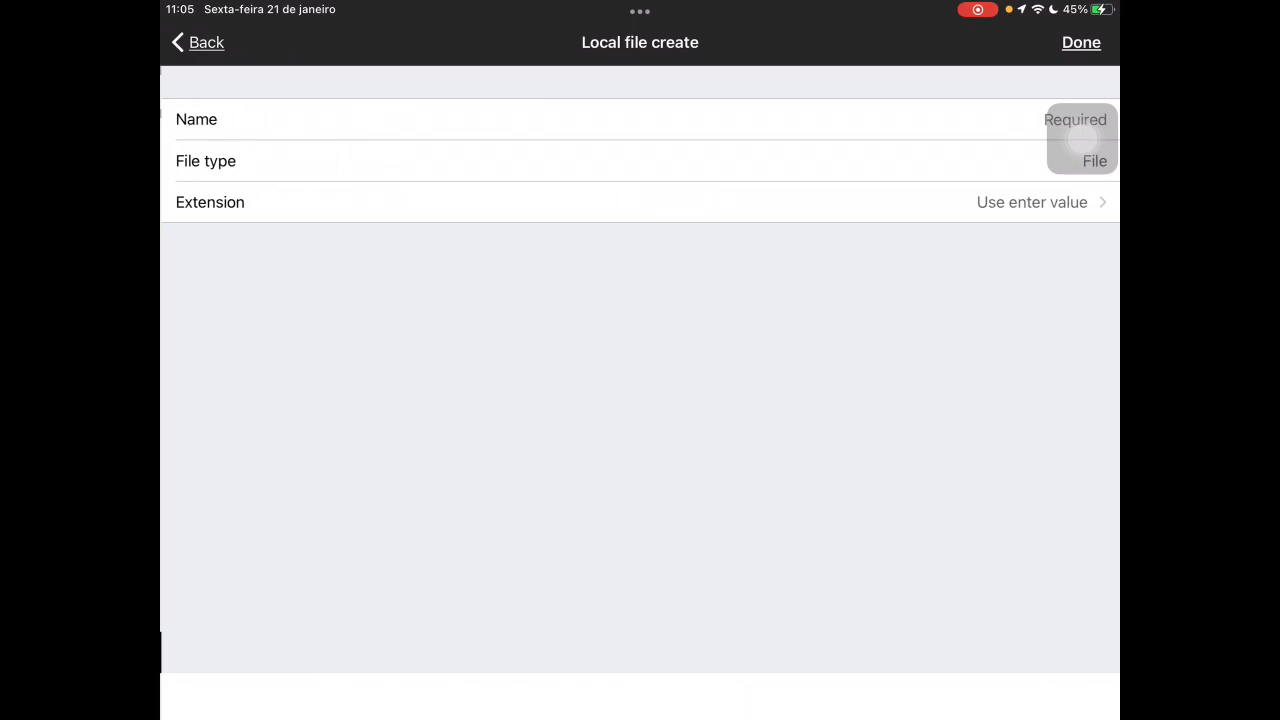 11:05 Sexta-feira 21 de janeiro 45%
Back Local file create Done
Name Required
File type File
Extension Use enter value